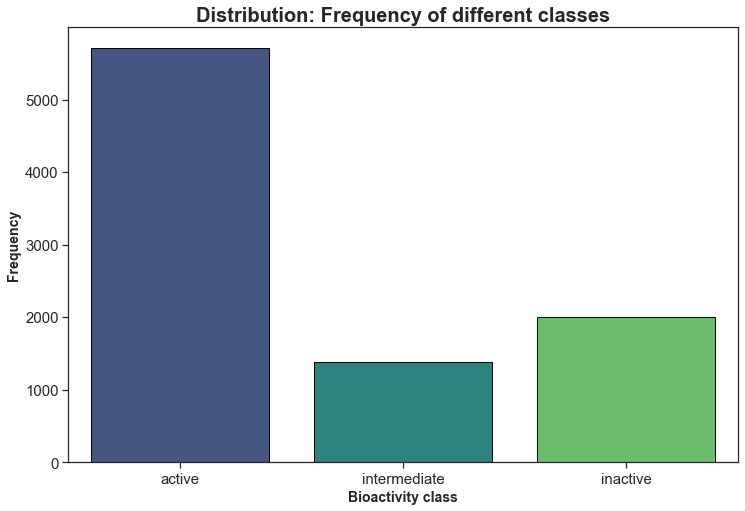 Distribution: Frequency of different classes
5000
4000
3000
2000
1000
0
Frequency
active intermediate inactive
Bioactivity class